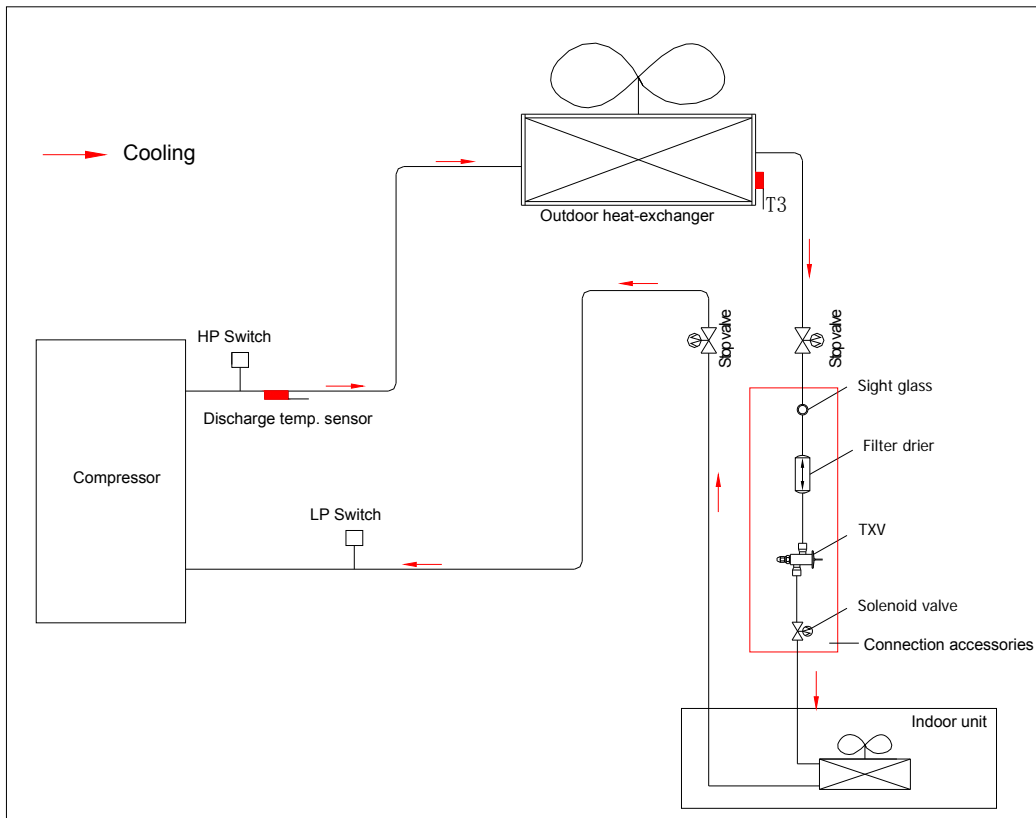 Cooling
T3
Outdoor heat-exchanger
HP Switch
Stop valve
Stop valve
Sight glass
Discharge temp. sensor
Filter drier
Compressor
LP Switch
TXV
Solenoid valve
Connection accessories
Indoor unit